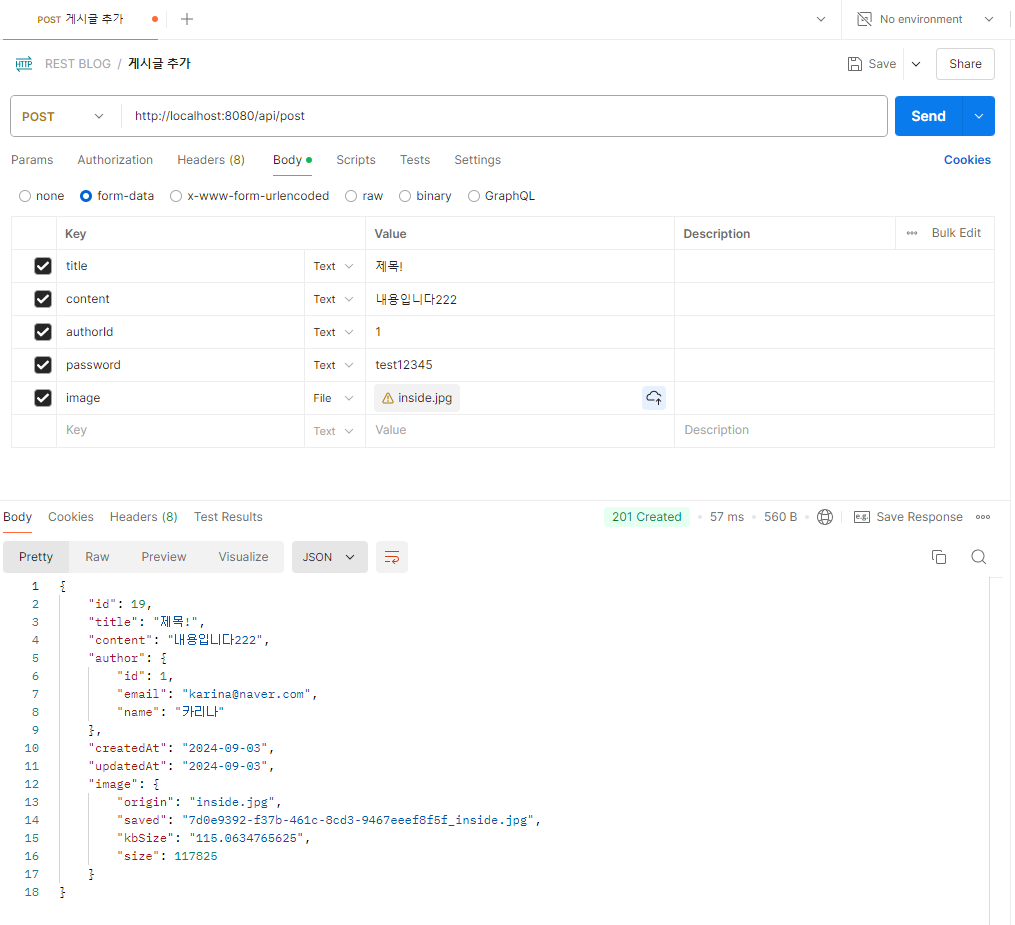 POST 게시글 추가
No environment
HTTP REST BLOG / 게시글 추가 Save Share
POST http://localhost:8080/api/post Send
Params Authorization Headers (8) Body Scripts Tests Settings Cookies
none form-data x-www-form-urlencoded raw binary GraphQL
Key Value Description Bulk Edit
title Text 제목!
content Text 내용입니다222
authorId Text 1
password Text test12345
image File inside.jpg
Key Text Value Description
Body Cookies Headers (8) Test Results 201 Created 57 ms 560 B e.g. Save Response
Pretty Raw Preview Visualize JSON
1 {
2 "id": 19,
3 "title": "제목!",
4 "content": "내용입니다222",
5 "author": {
6 "id": 1,
7 "email": "karina@naver.com",
8 "name": "카리나"
9 },
10 "createdAt": "2024-09-03",
11 "updatedAt": "2024-09-03",
12 "image": {
13 "origin": "inside.jpg",
14 "saved": "7d0e9392-f37b-461c-8cd3-9467eeef8f5f_inside.jpg",
15 "kbSize": "115.0634765625",
16 "size": 117825
17 }
18 }